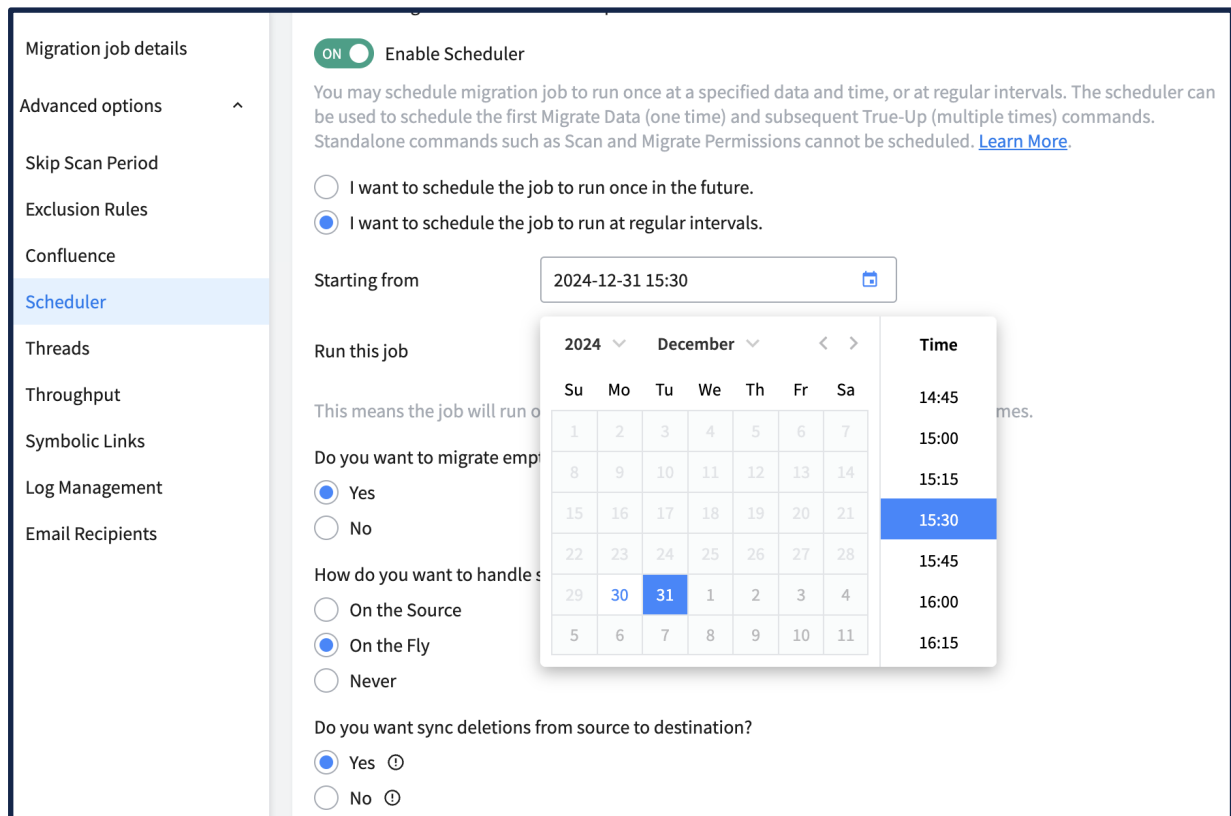 Migration job details
Advanced options
Skip Scan Period
Exclusion Rules
Confluence
Scheduler
Threads
Throughput
Symbolic Links
Log Management
Email Recipients
ON Enable Scheduler
You may schedule migration job to run once at a specified data and time, or at regular intervals. The scheduler can
be used to schedule the first Migrate Data (one time) and subsequent True-Up (multiple times) commands.
Standalone commands such as Scan and Migrate Permissions cannot be scheduled. Learn More.
I want to schedule the job to run once in the future.
I want to schedule the job to run at regular intervals.
Starting from 2024-12-31 15:30
Run this job
This means the job will run
Do you want to migrate
Yes
No
How do you want to handle
On the Source
On the Fly
Never
Do you want sync deletions from source to destination?
Yes
No
2024 December
Su Mo Tu We Th Fr Sa
1 2 3 4 5 6 7
8 9 10 11 12 13 14
15 16 17 18 19 20 21
22 23 24 25 26 27 28
29 30 31 1 2 3 4
5 6 7 8 9 10 11
Time
14:45
15:00
15:15
15:30
15:45
16:00
16:15